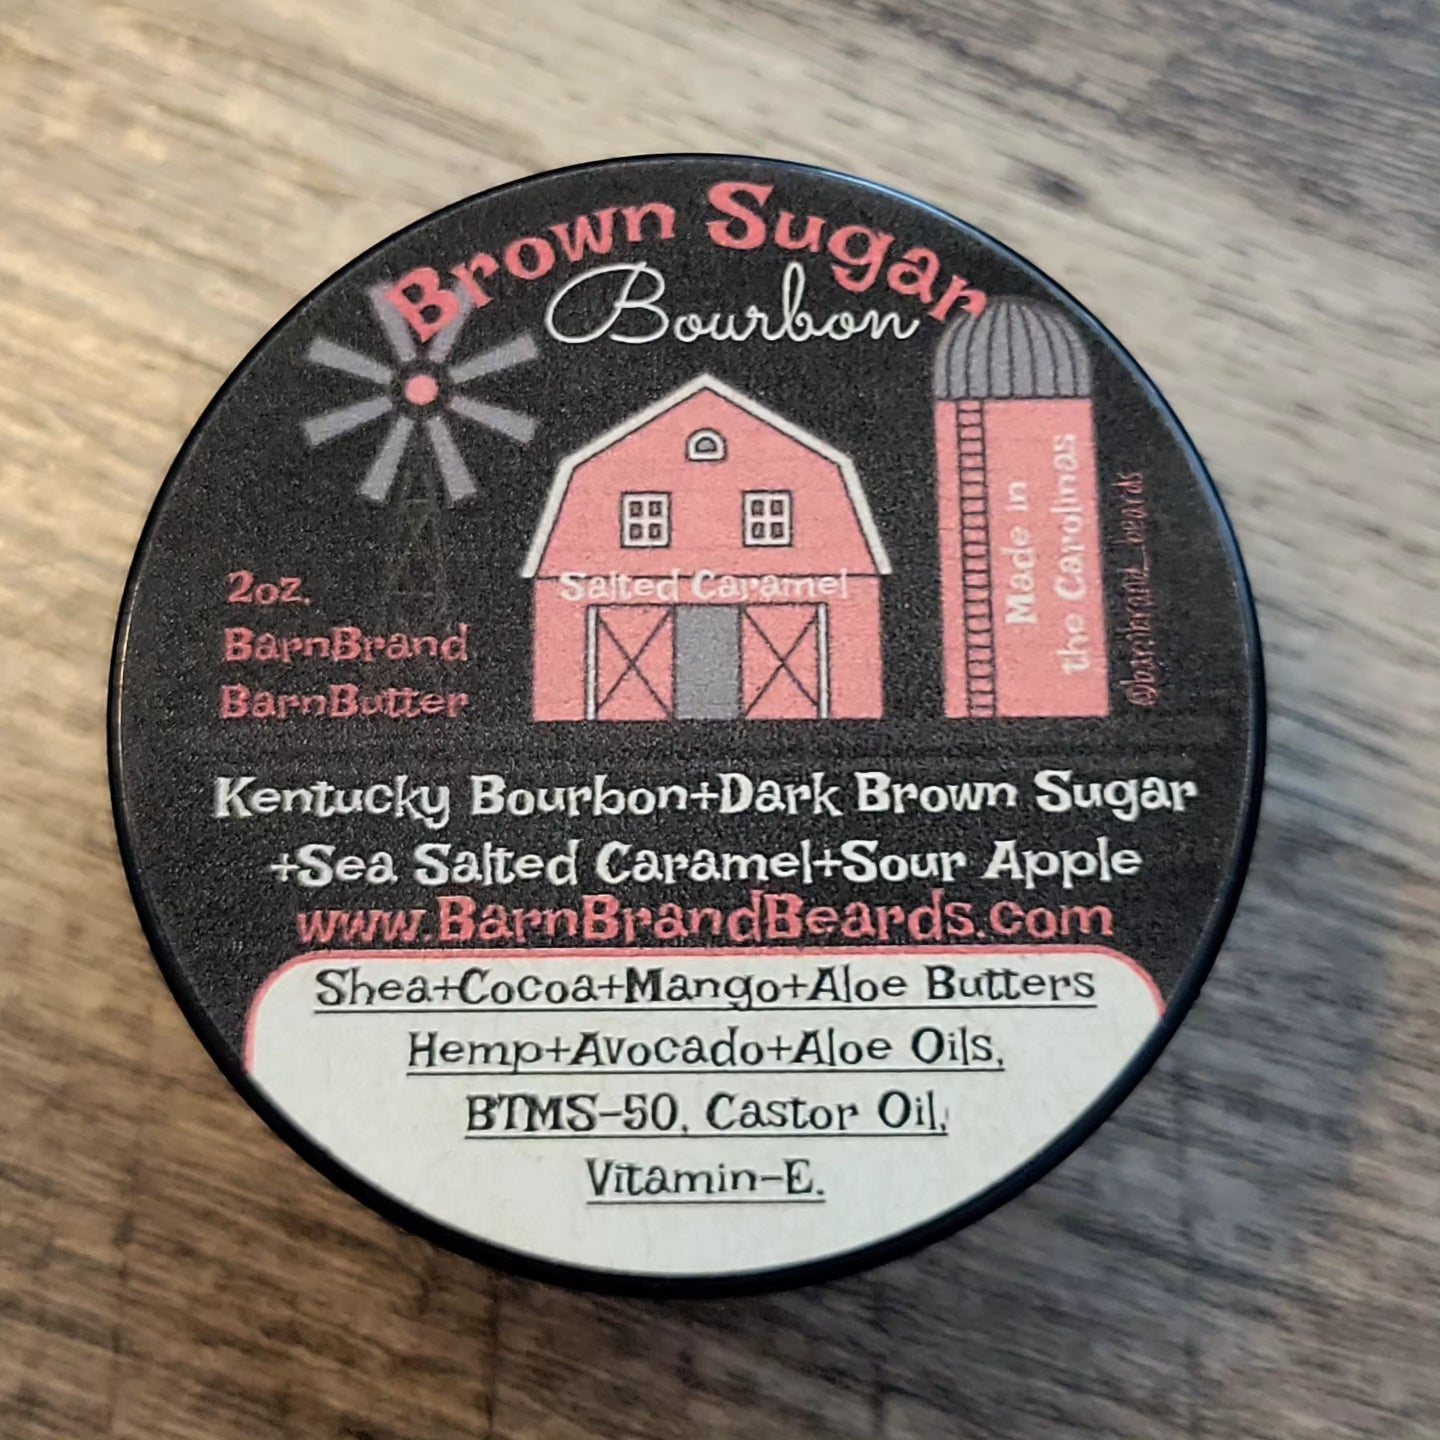 Brown Sugar
Bourbon
Salted Caramel
Made in
the Carolinas
@barnbrand_beards
2oz.
BarnBrand
BarnButter
Kentucky Bourbon+Dark Brown Sugar
+Sea Salted Caramel+Sour Apple
www.BarnBrandBeards.com
Shea+Cocoa+Mango+Aloe Butters
Hemp+Avocado+Aloe Oils,
BTMS-50, Castor Oil,
Vitamin-E.